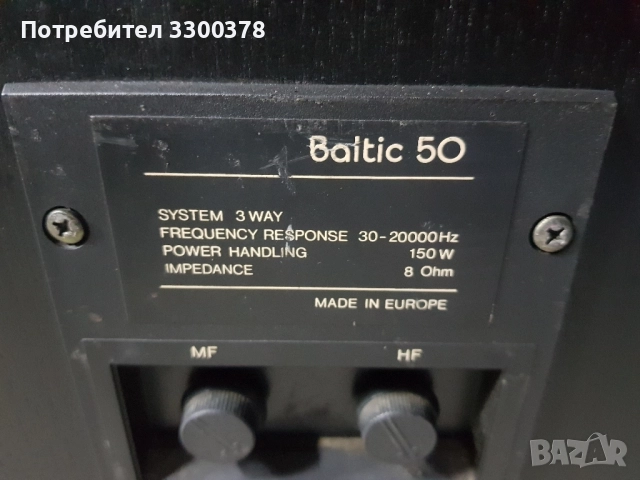 Потребител 3300378
Baltic 50
SYSTEM 3 WAY
FREQUENCY RESPONSE 30-20000Hz
POWER HANDLING 150 W
IMPEDANCE 8 Ohm
MADE IN EUROPE
MF HF
BAZAR